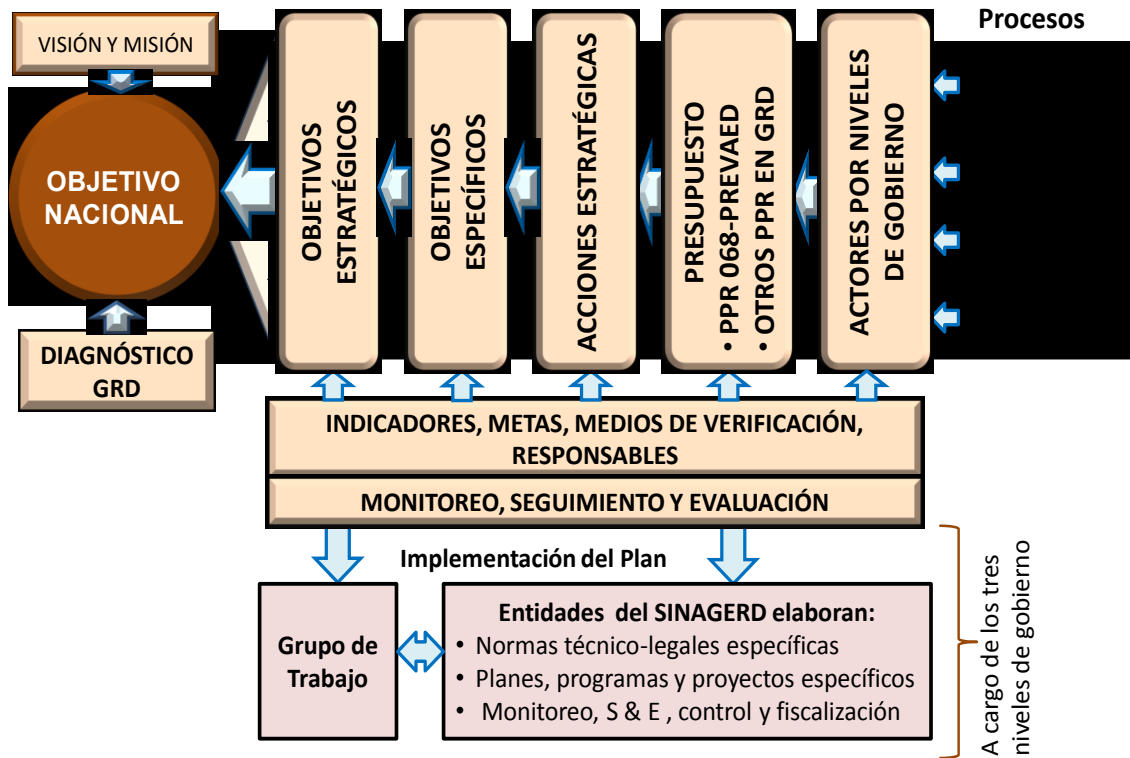 Procesos
VISIÓN Y MISIÓN
OBJETIVO
NACIONAL
DIAGNÓSTICO
GRD
OBJETIVOS
ESTRATÉGICOS
OBJETIVOS
ESPECÍFICOS
ACCIONES ESTRATÉGICAS
PRESUPUESTO
• PPR 068-PREVAED
• OTROS PPR EN GRD
ACTORES POR NIVELES
DE GOBIERNO
INDICADORES, METAS, MEDIOS DE VERIFICACIÓN,
RESPONSABLES
MONITOREO, SEGUIMIENTO Y EVALUACIÓN
Implementación del Plan
Grupo de
Trabajo
Entidades del SINAGERD elaboran:
• Normas técnico-legales específicas
• Planes, programas y proyectos específicos
• Monitoreo, S & E , control y fiscalización
A cargo de los tres
niveles de gobierno